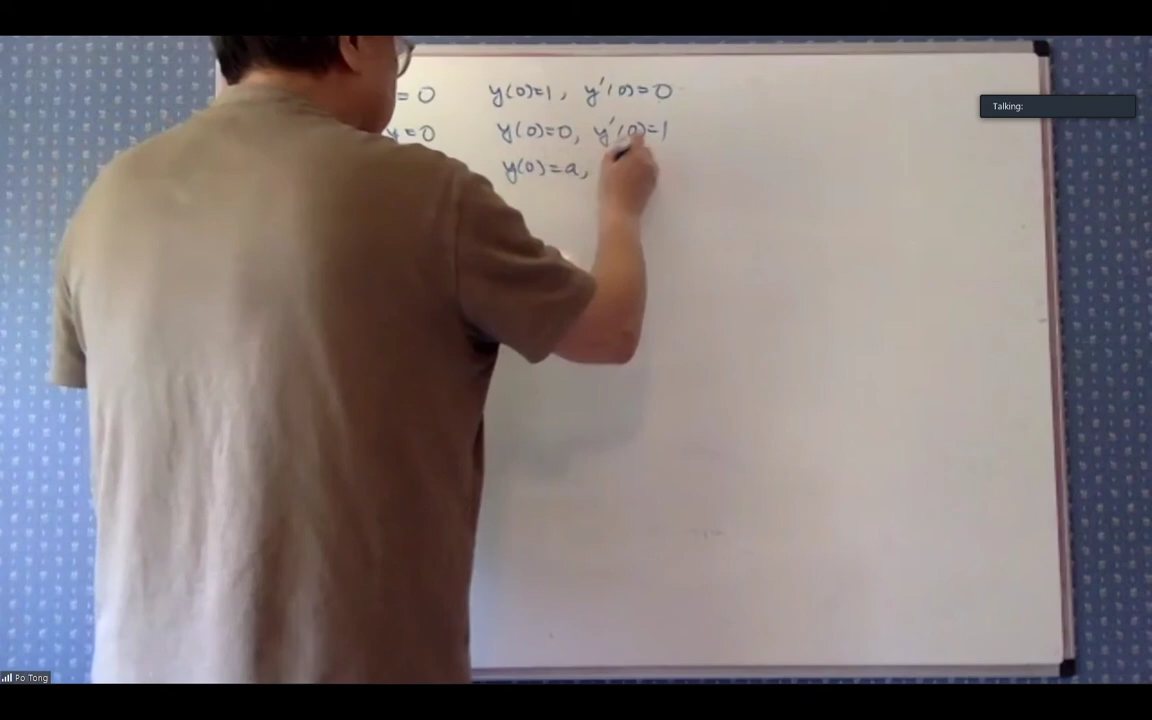 = 0 y(0)=1, y'(0)=0
y=0 y(0)=0, y'(0)=1
y(0)=a,
Talking:
Po Tong